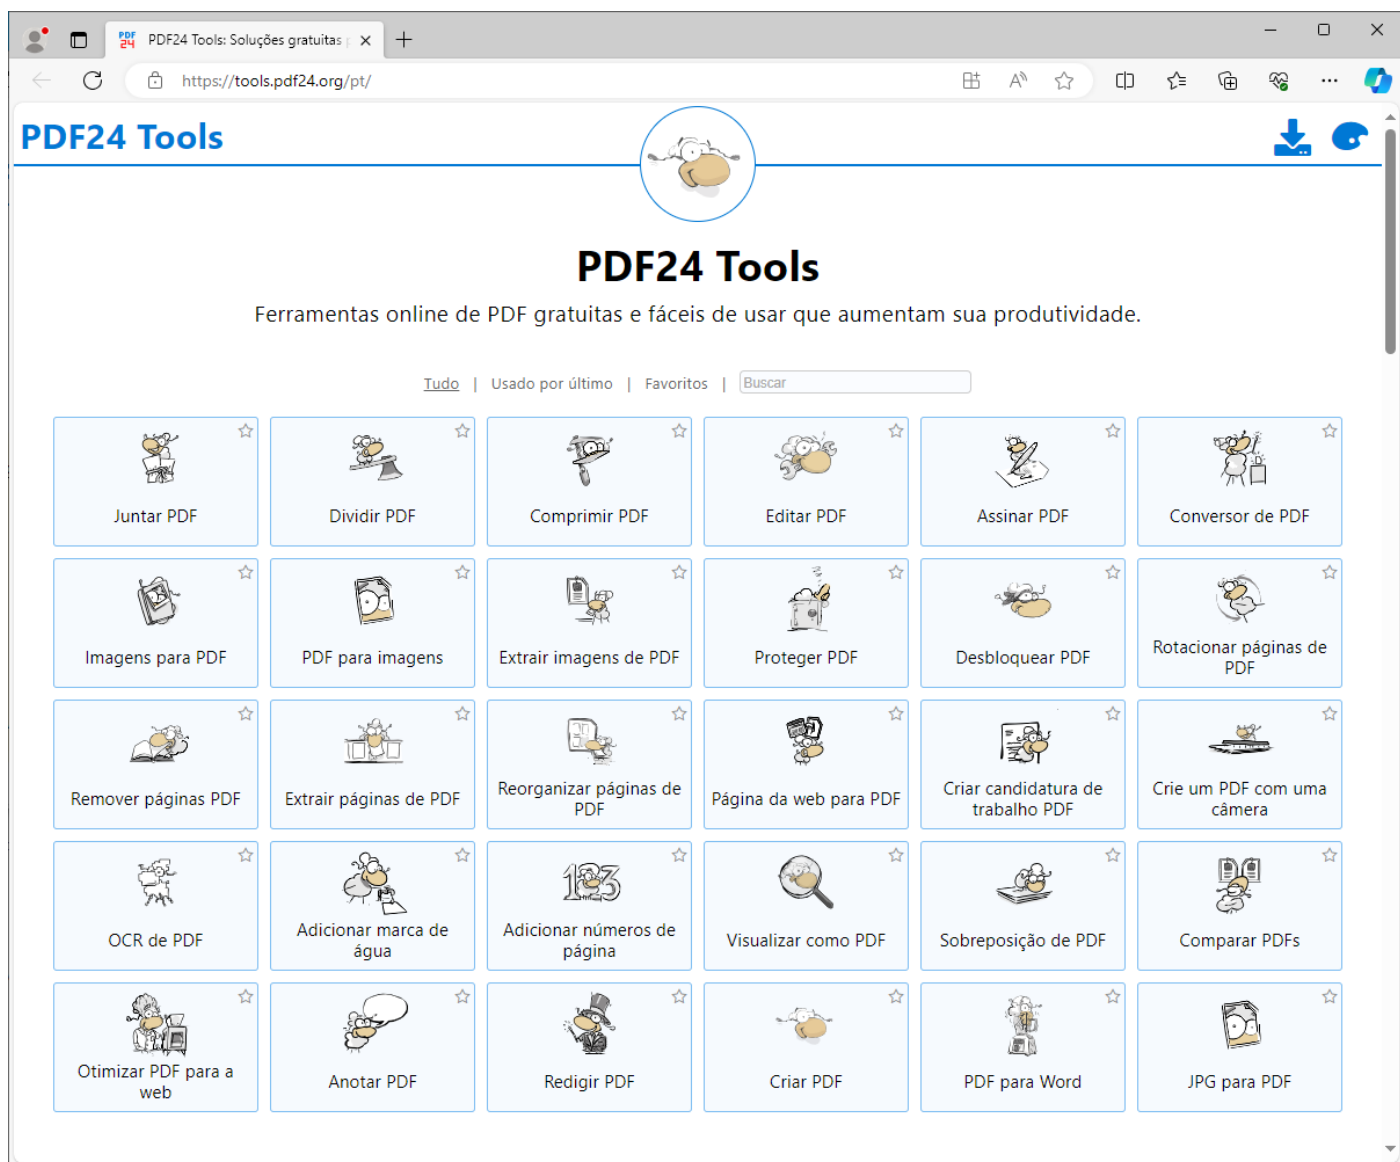 PDF24 Tools: Soluções gratuitas
https://tools.pdf24.org/pt/
PDF24 Tools
PDF24 Tools
Ferramentas online de PDF gratuitas e fáceis de usar que aumentam sua produtividade.
Tudo | Usado por último | Favoritos | Buscar
Juntar PDF
Dividir PDF
Comprimir PDF
Editar PDF
Assinar PDF
Conversor de PDF
Imagens para PDF
PDF para imagens
Extrair imagens de PDF
Proteger PDF
Desbloquear PDF
Rotacionar páginas de
PDF
Remover páginas PDF
Extrair páginas de PDF
Reorganizar páginas de
PDF
Página da web para PDF
Criar candidatura de
trabalho PDF
Crie um PDF com uma
câmera
OCR de PDF
Adicionar marca de
água
123
Adicionar números de
página
Visualizar como PDF
Sobreposição de PDF
Comparar PDFs
Otimizar PDF para a
web
Anotar PDF
Redigir PDF
Criar PDF
PDF para Word
JPG para PDF